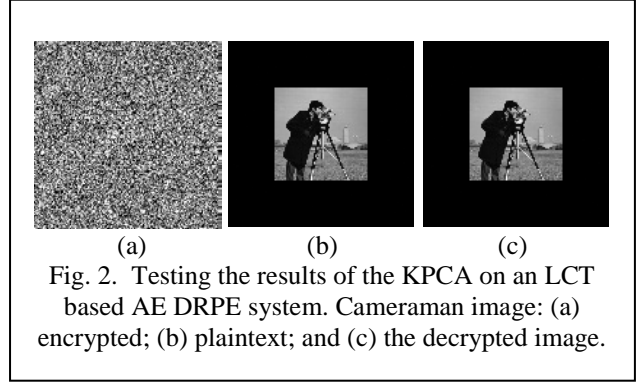 (a) (b) (c)
Fig. 2. Testing the results of the KPCA on an LCT
based AE DRPE system. Cameraman image: (a)
encrypted; (b) plaintext; and (c) the decrypted image.